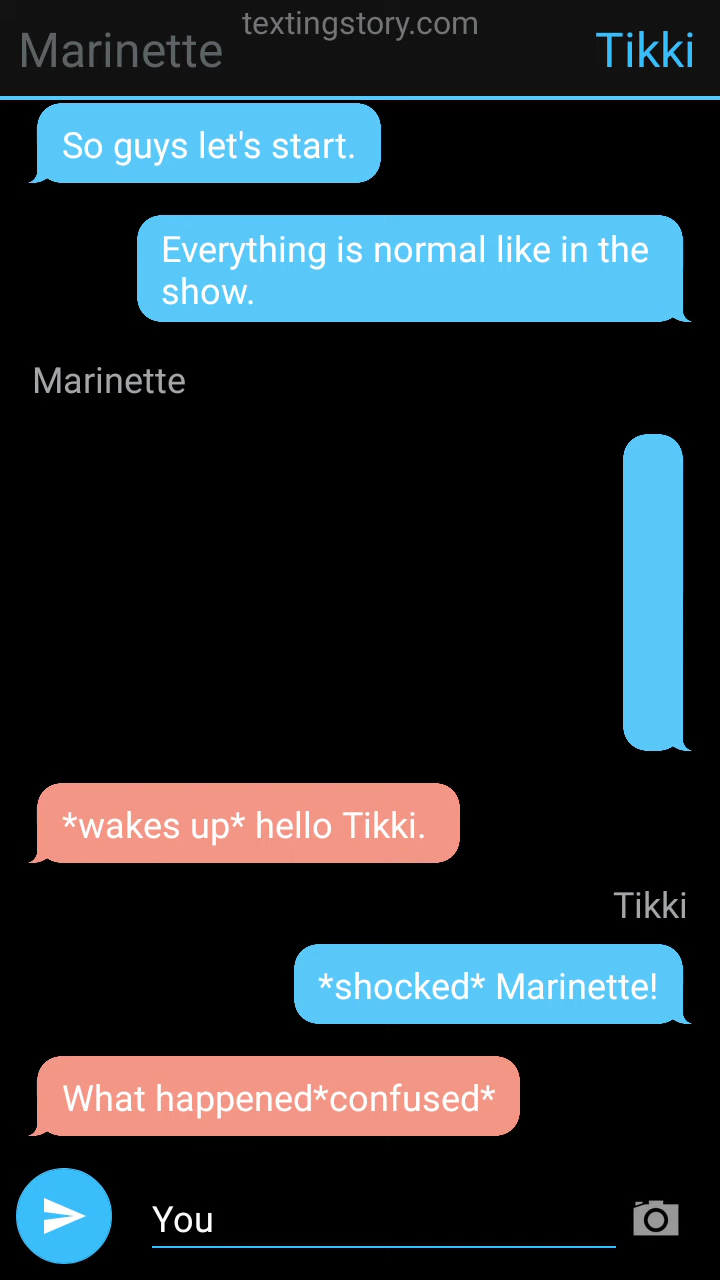 textingstory.com
Marinette
Tikki
So guys let's start.
Everything is normal like in the
show.
Marinette
*wakes up* hello Tikki.
Tikki
*shocked* Marinette!
What happened*confused*
You